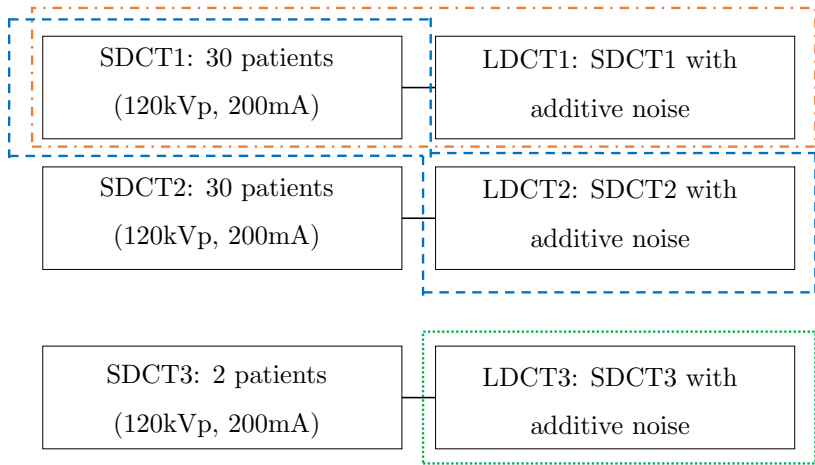 SDCT1: 30 patients
(120kVp, 200mA)
LDCT1: SDCT1 with
additive noise
SDCT2: 30 patients
(120kVp, 200mA)
LDCT2: SDCT2 with
additive noise
SDCT3: 2 patients
(120kVp, 200mA)
LDCT3: SDCT3 with
additive noise